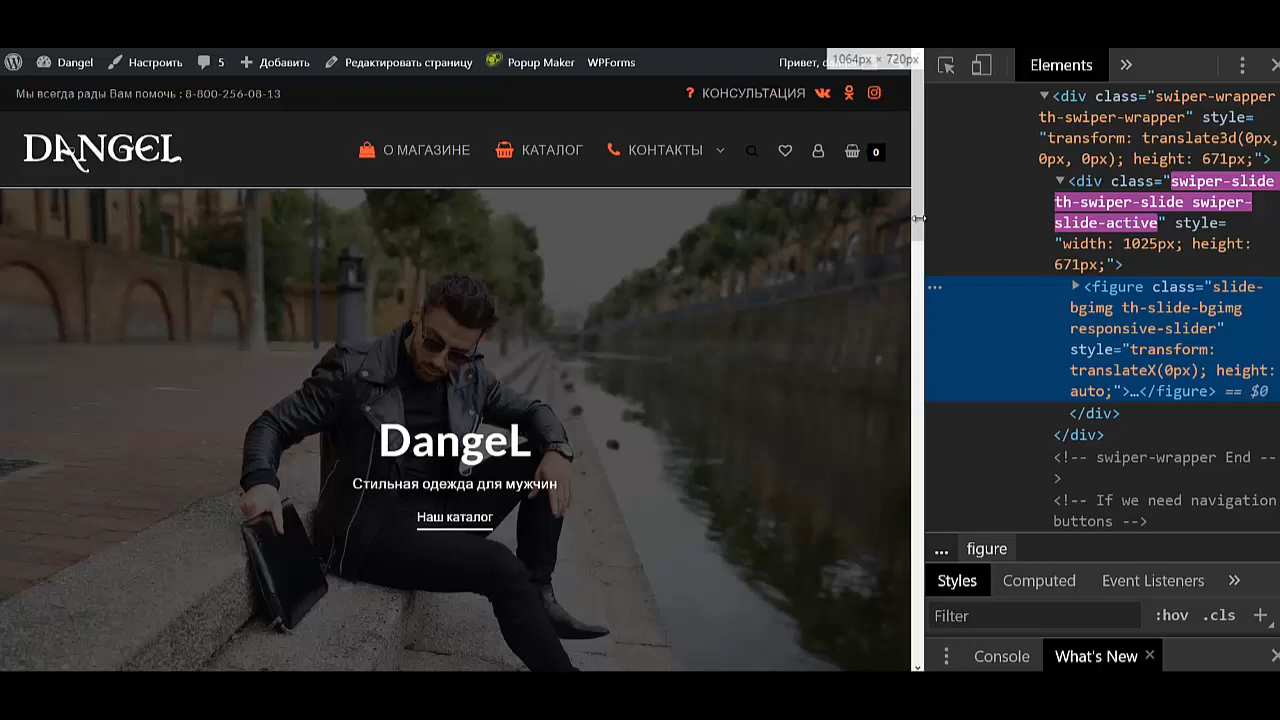 Dangel
Настроить
5
Добавить
Редактировать страницу
Popup Maker
WPForms
Привет,
1064px × 720px
Мы всегда рады Вам помочь : 8-800-256-08-13
? КОНСУЛЬТАЦИЯ
DANGEL
О МАГАЗИНЕ
КАТАЛОГ
КОНТАКТЫ
0
DangeL
Стильная одежда для мужчин
Наш каталог
Elements
<div class="swiper-wrapper
th-swiper-wrapper" style=
"transform: translate3d(0px,
0px, 0px); height: 671px;">
<div class="swiper-slide
th-swiper-slide swiper-
slide-active" style=
"width: 1025px; height:
671px;">
<figure class="slide-
bgimg th-slide-bgimg
responsive-slider"
style="transform:
translateX(0px); height:
auto;">…</figure> == $0
</div>
</div>
<!-- swiper-wrapper End --
>
<!-- If we need navigation
buttons -->
... figure
Styles
Computed
Event Listeners
Filter
:hov .cls
Console
What's New